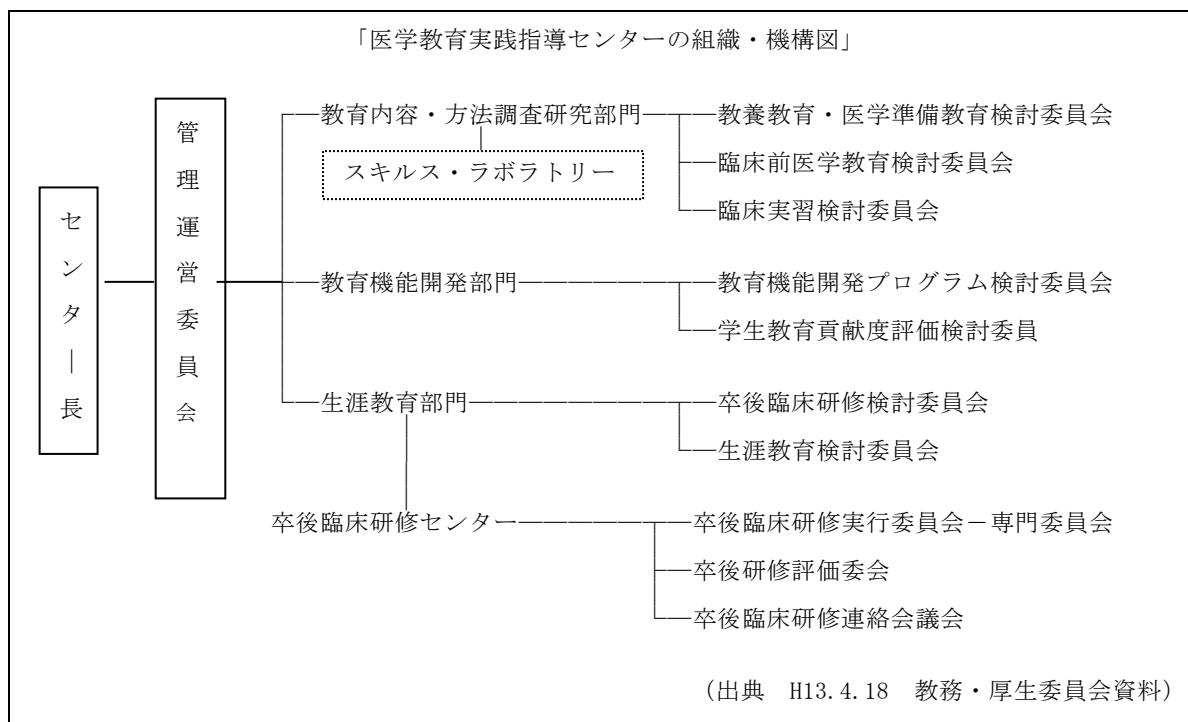 「医学教育実践指導センターの組織・機構図」
センター長
管理運営委員会
教育内容・方法調査研究部門
スキルス・ラボラトリー
教養教育・医学準備教育検討委員会
臨床前医学教育検討委員会
臨床実習検討委員会
教育機能開発部門
教育機能開発プログラム検討委員会
学生教育貢献度評価検討委員
生涯教育部門
卒後臨床研修検討委員会
生涯教育検討委員会
卒後臨床研修センター
卒後臨床研修実行委員会－専門委員会
卒後研修評価委会
卒後臨床研修連絡会議会
（出典 H13.4.18 教務・厚生委員会資料）